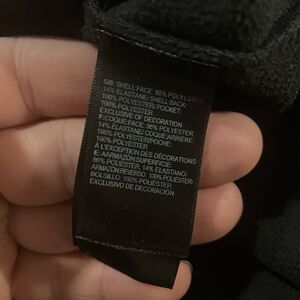 GB: SHELL:FACE: 86% POLYESTER
14% ELASTANE/SHELL:BACK:
100% POLYESTER/POCKET:
100% POLYESTER
EXCLUSIVE OF DECORATION
F: COQUE:FACE: 86% POLYESTER,
14% ELASTANE/COQUE:ARRIÈRE:
100% POLYESTER/POCHE:
100% POLYESTER
À L'EXCEPTION DES DÉCORATIONS
E: ARMAZÓN SUPERFICIE:
86% POLIÉSTER, 14% ELASTANO/
ARMAZÓN REVERSO: 100% POLIÉSTER/
BOLSILLO: 100% POLIÉSTER
EXCLUSIVO DE DECORACIÓN